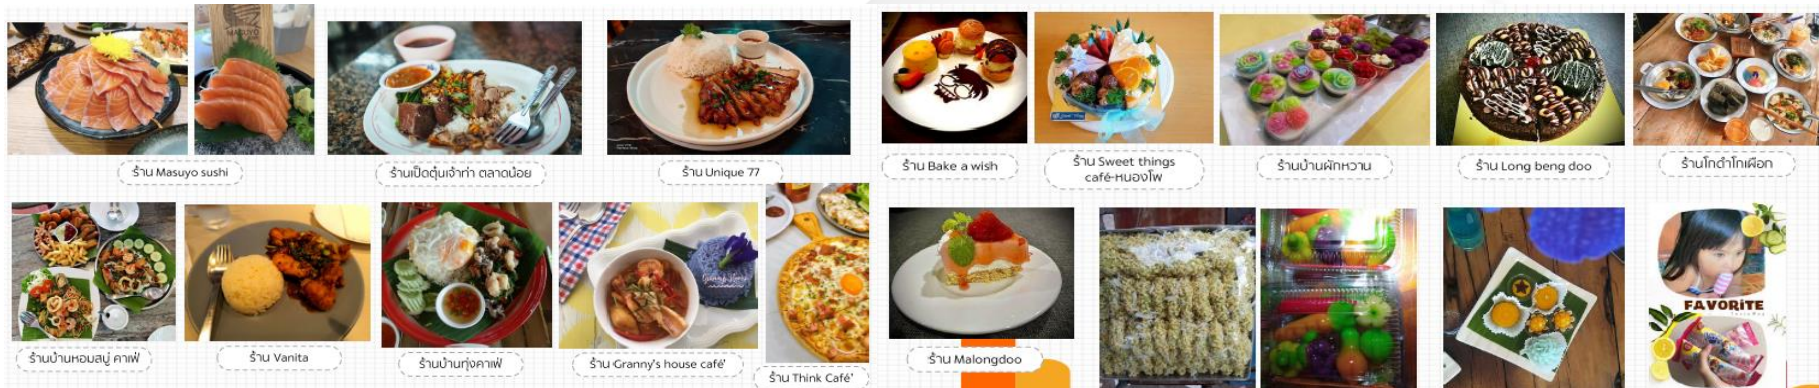 MASUYO
ร้าน Masuyo sushi
ร้านเป็ดตุ๋นเจ้าท่า ตลาดน้อย
ร้าน Unique 77
ร้าน Bake a wish
ร้าน Sweet things
café-หนองโพ
ร้านบ้านผักหวาน
ร้าน Long beng doo
ร้านโกดำโกเผือก
ร้านบ้านหอมสบู่ คาเฟ่
ร้าน Vanita
ร้านบ้านทุ่งคาเฟ่
ร้าน Granny's house café'
ร้าน Think Café'
ร้าน Malongdoo
FAVORITE